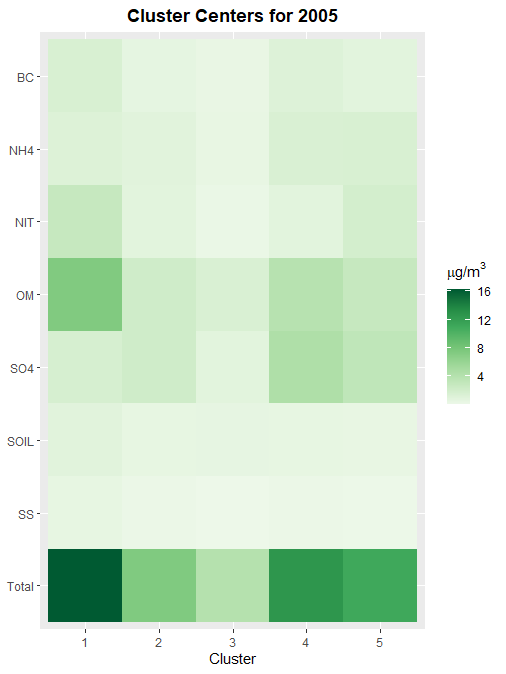 Cluster Centers for 2005
BC
NH4
NIT
OM
SO4
SOIL
SS
Total
1 2 3 4 5
Cluster
μg/m³
16
12
8
4